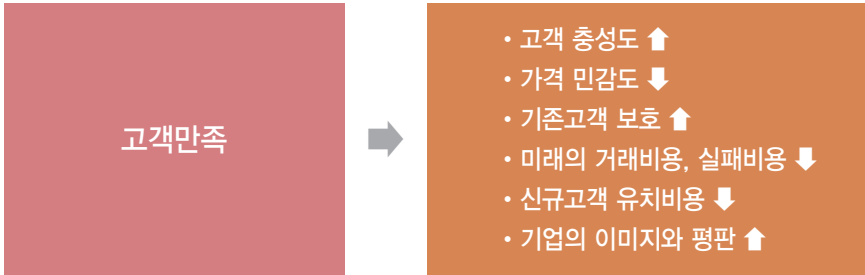 고객만족
• 고객 충성도 ⬆
• 가격 민감도 ⬇
• 기존고객 보호 ⬆
• 미래의 거래비용, 실패비용 ⬇
• 신규고객 유치비용 ⬇
• 기업의 이미지와 평판 ⬆